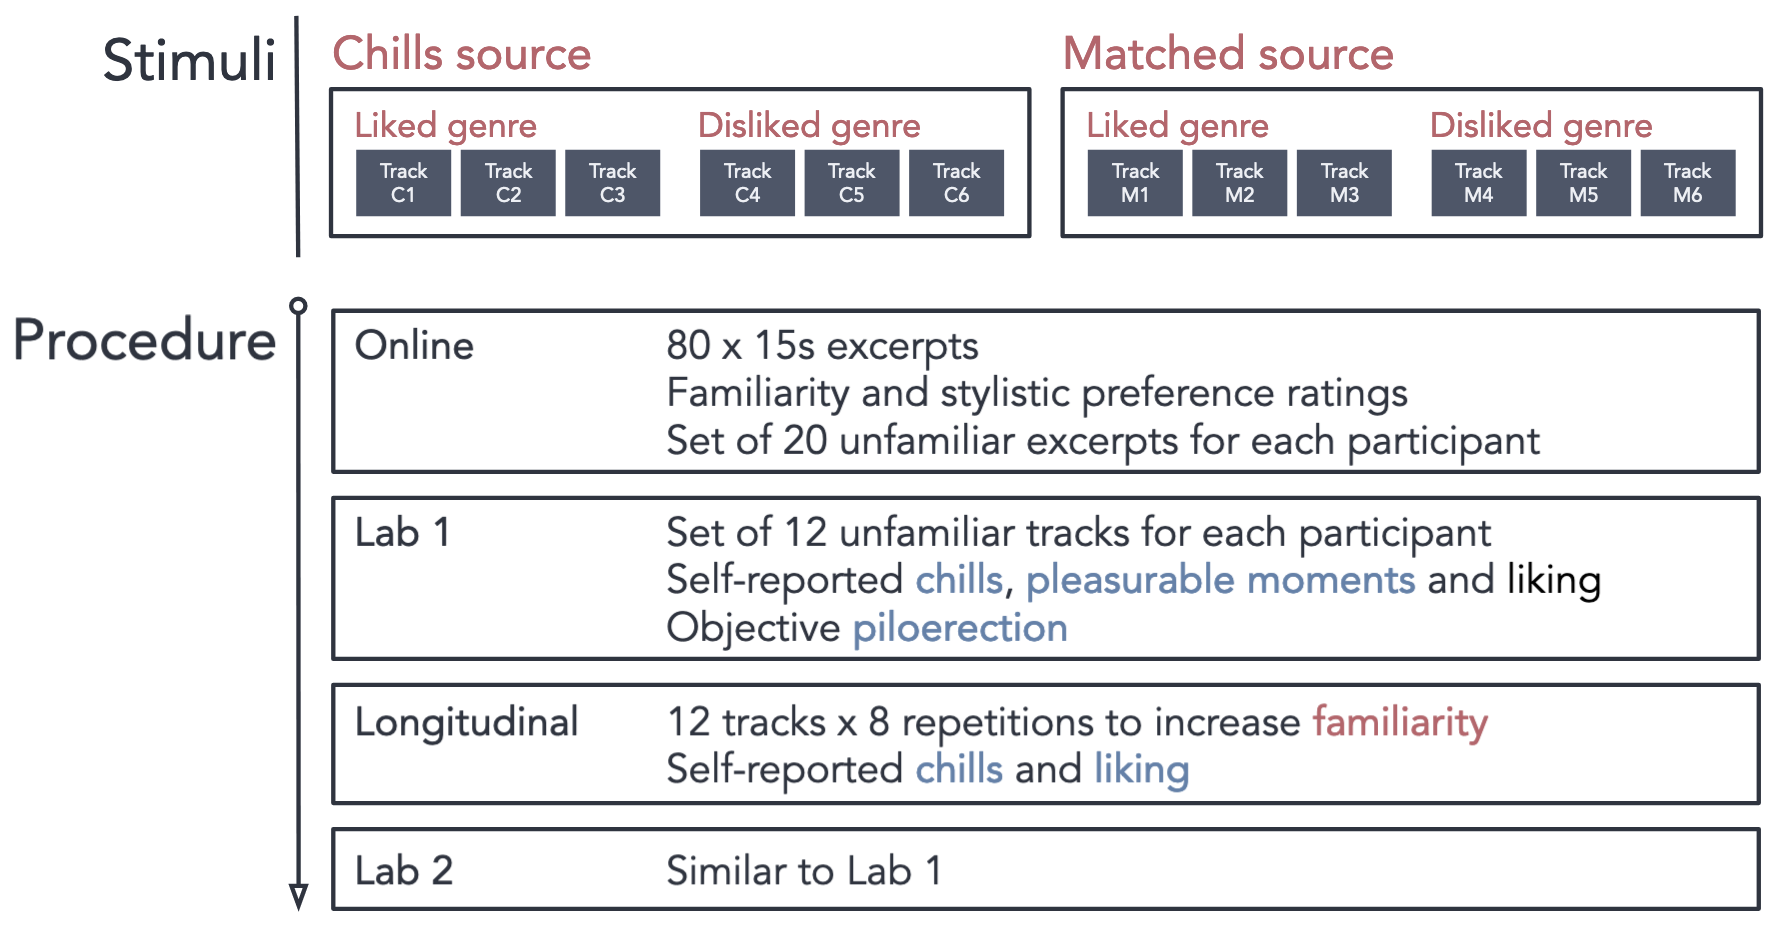 Stimuli
Chills source
Matched source
Liked genre
Disliked genre
Liked genre
Disliked genre
Track
C1
Track
C2
Track
C3
Track
C4
Track
C5
Track
C6
Track
M1
Track
M2
Track
M3
Track
M4
Track
M5
Track
M6
Procedure
Online
80 x 15s excerpts
Familiarity and stylistic preference ratings
Set of 20 unfamiliar excerpts for each participant
Lab 1
Set of 12 unfamiliar tracks for each participant
Self-reported chills, pleasurable moments and liking
Objective piloerection
Longitudinal
12 tracks x 8 repetitions to increase familiarity
Self-reported chills and liking
Lab 2
Similar to Lab 1